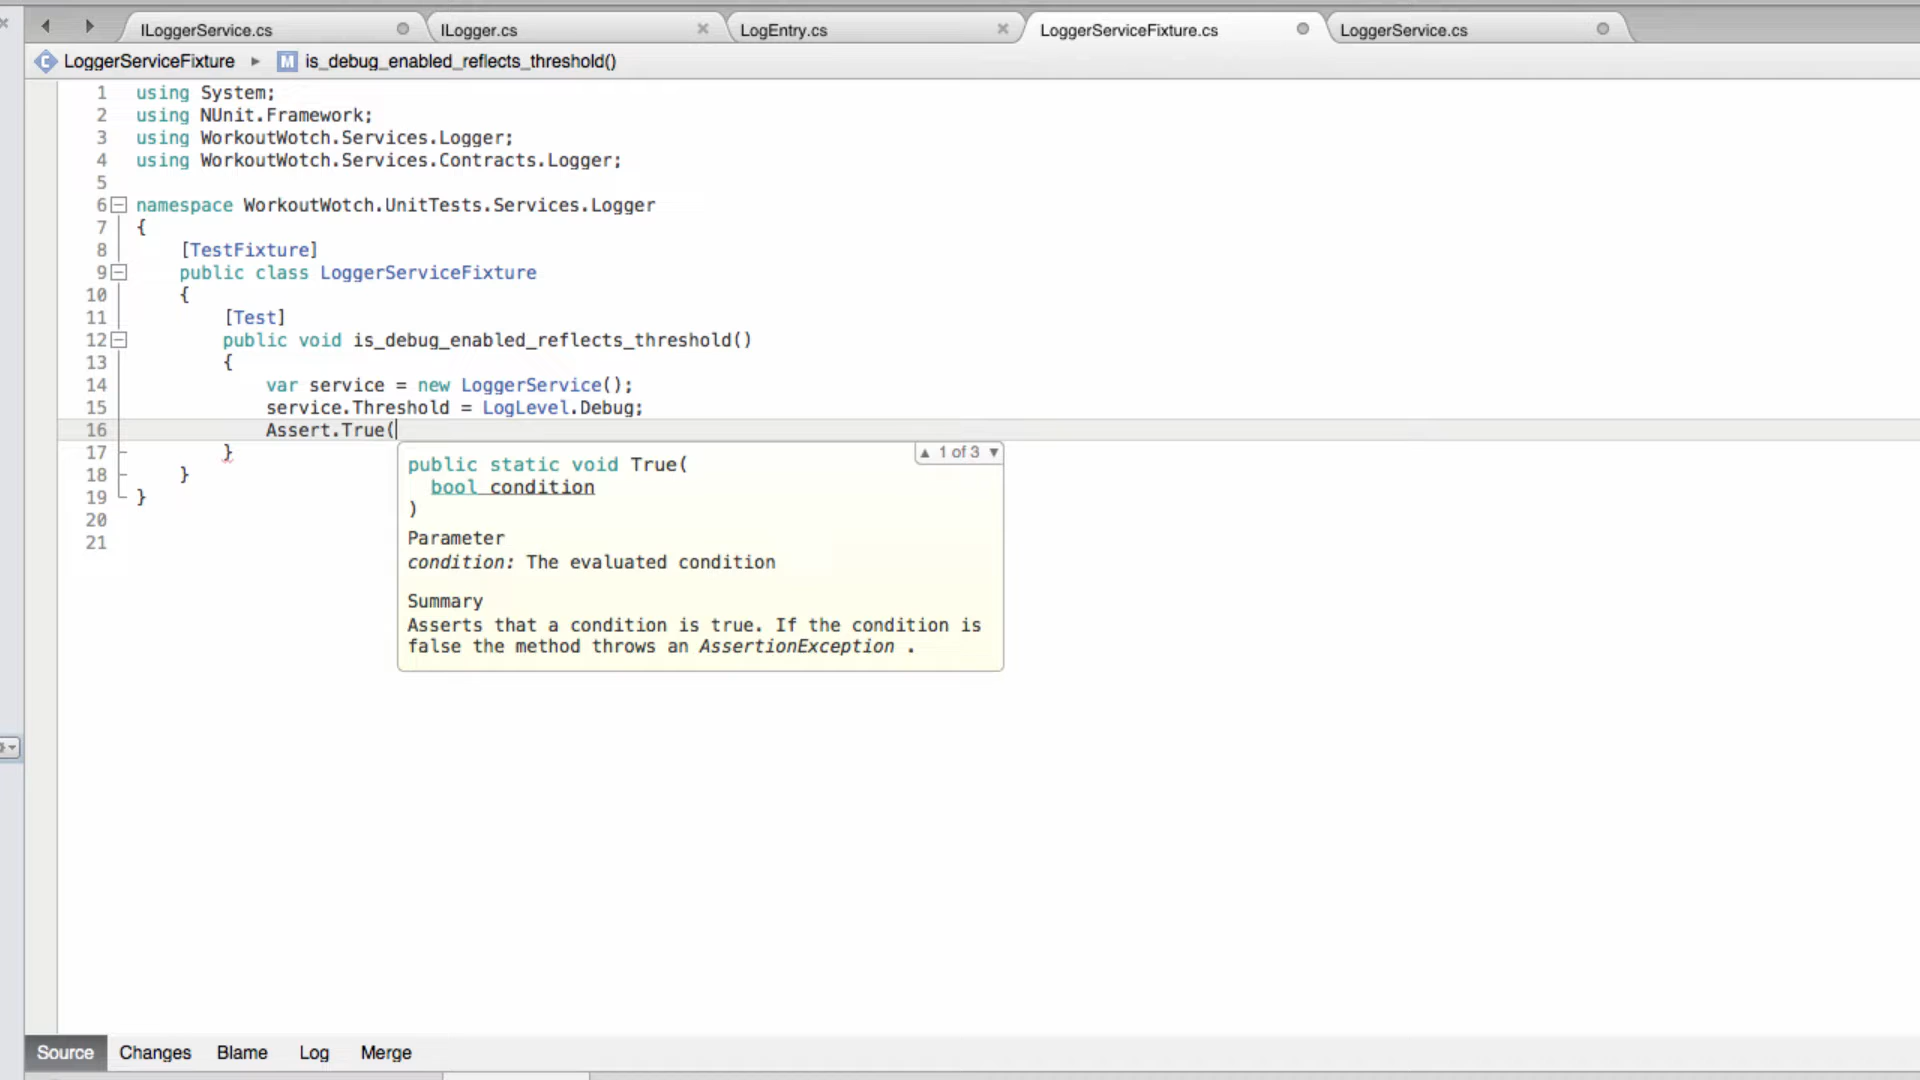 ILoggerService.cs ILogger.cs LogEntry.cs LoggerServiceFixture.cs LoggerService.cs
LoggerServiceFixture M is_debug_enabled_reflects_threshold()
1 using System;
2 using NUnit.Framework;
3 using WorkoutWotch.Services.Logger;
4 using WorkoutWotch.Services.Contracts.Logger;
5
6 namespace WorkoutWotch.UnitTests.Services.Logger
7 {
8 [TestFixture]
9 public class LoggerServiceFixture
10 {
11 [Test]
12 public void is_debug_enabled_reflects_threshold()
13 {
14 var service = new LoggerService();
15 service.Threshold = LogLevel.Debug;
16 Assert.True(
17 }
18 }
19 }
20
21
▲ 1 of 3 ▼
public static void True(
bool condition
)
Parameter
condition: The evaluated condition
Summary
Asserts that a condition is true. If the condition is
false the method throws an AssertionException .
Source Changes Blame Log Merge